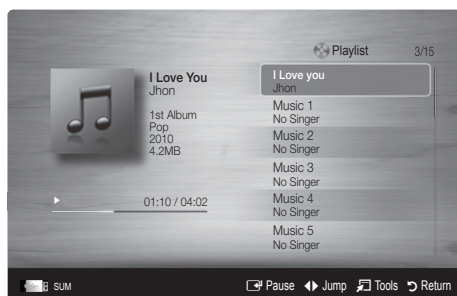 Playlist 3/15
I Love You
Jhon
1st Album
Pop
2010
4.2MB
01:10 / 04:02
I Love you
Jhon
Music 1
No Singer
Music 2
No Singer
Music 3
No Singer
Music 4
No Singer
Music 5
No Singer
SUM Pause Jump Tools Return